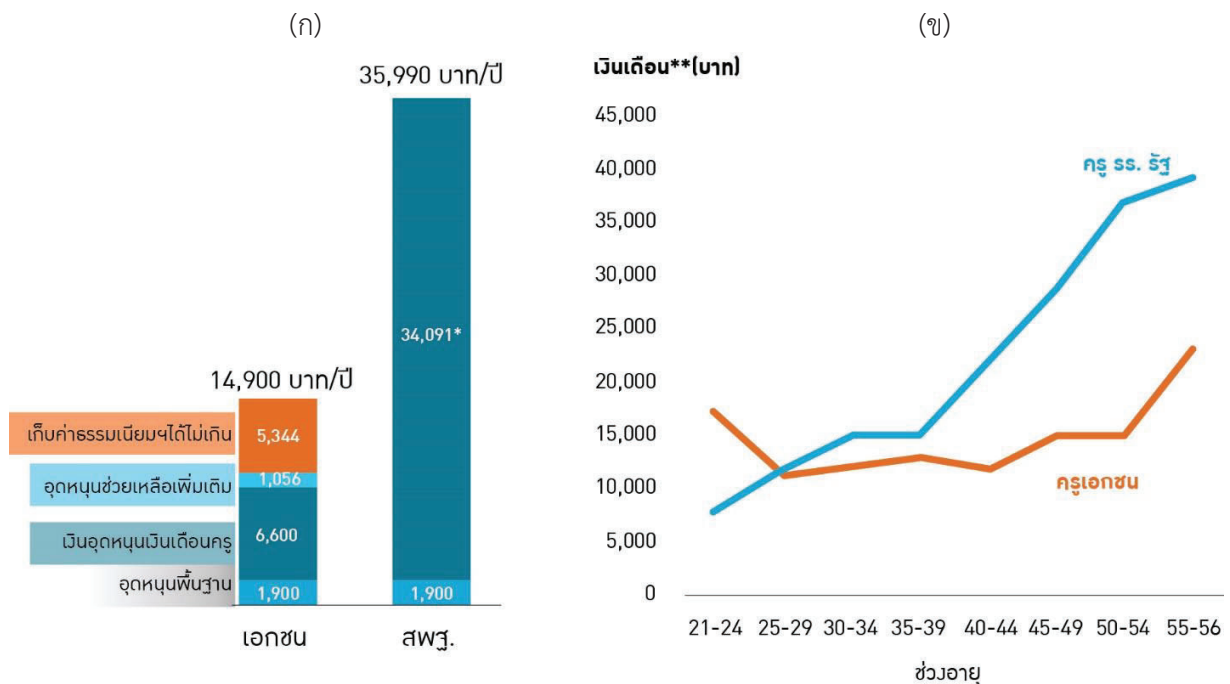 (ก)
35,990 บาท/ปี
34,091*
14,900 บาท/ปี
เก็บค่าธรรมเนียมฯได้ไม่เกิน
5,344
อุดหนุนช่วยเหลือเพิ่มเติม
1,056
เงินอุดหนุนเงินเดือนครู
6,600
อุดหนุนพื้นฐาน
1,900
1,900
เอกชน
สพฐ.
(ข)
เงินเดือน**(บาท)
45,000
40,000
35,000
30,000
25,000
20,000
15,000
10,000
5,000
0
ครู รร. รัฐ
ครูเอกชน
21-24 25-29 30-34 35-39 40-44 45-49 50-54 55-56
ช่วงอายุ